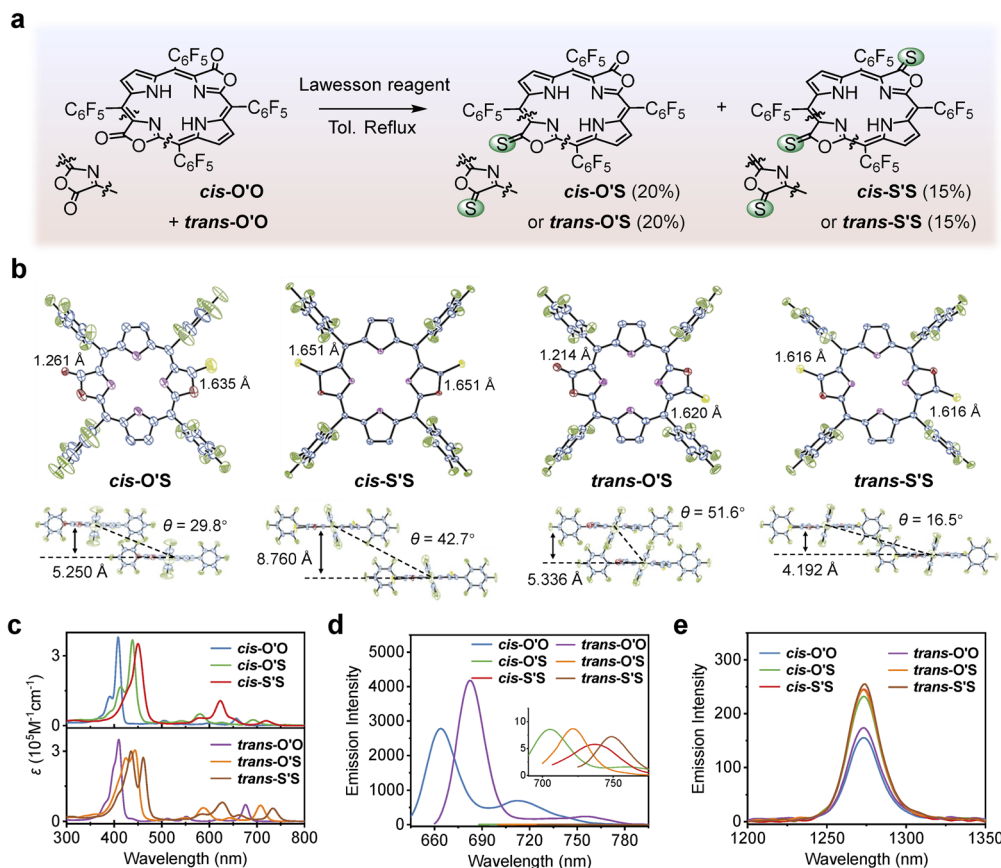 a
C6F5
O
O
NH
N
C6F5
C6F5
N
HN
O
O
C6F5
N
O
O
cis-O'O
+ trans-O'O
Lawesson reagent
Tol. Reflux
C6F5
O
O
NH
N
C6F5
C6F5
N
HN
S
O
C6F5
N
O
S
cis-O'S (20%)
or trans-O'S (20%)
+
C6F5
S
O
NH
N
C6F5
C6F5
N
HN
S
O
C6F5
N
O
S
cis-S'S (15%)
or trans-S'S (15%)
b
1.261 Å
1.635 Å
cis-O'S
1.651 Å
1.651 Å
cis-S'S
1.214 Å
1.620 Å
trans-O'S
1.616 Å
1.616 Å
trans-S'S
θ = 29.8°
5.250 Å
θ = 42.7°
8.760 Å
θ = 51.6°
5.336 Å
θ = 16.5°
4.192 Å
c
ε (10⁵M⁻¹cm⁻¹)
3
0
cis-O'O
cis-O'S
cis-S'S
3
0
trans-O'O
trans-O'S
trans-S'S
300 400 500 600 700 800
Wavelength (nm)
d
Emission Intensity
5000
4000
3000
2000
1000
0
cis-O'O trans-O'O
cis-O'S trans-O'S
cis-S'S trans-S'S
10
5
0
700 750
660 690 720 750 780
Wavelength (nm)
e
Emission Intensity
300
200
100
0
cis-O'O trans-O'O
cis-O'S trans-O'S
cis-S'S trans-S'S
1200 1250 1300 1350
Wavelength (nm)